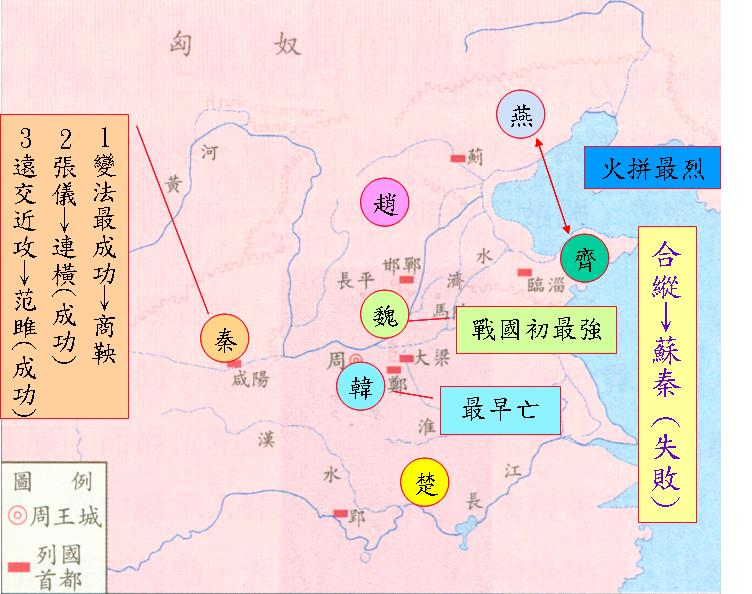 匈奴
1變法最成功→商鞅
2張儀→連橫(成功)
3遠交近攻→范雎(成功)
黃河
燕
薊
火拼最烈
趙
齊
合縱→蘇秦(失敗)
邯鄲
長平
濟水
臨淄
馬
魏
戰國初最強
秦
咸陽
周
大梁
鄭
韓
最早亡
淮
漢水
楚
長江
郢
圖例
周王城
列國
首都